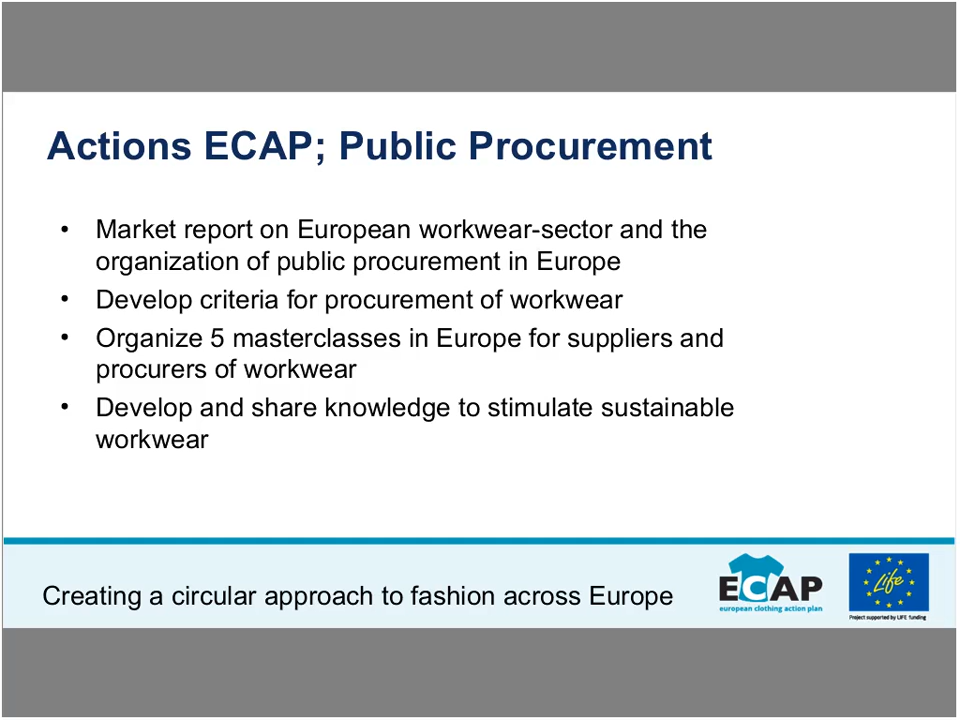 Actions ECAP; Public Procurement
• Market report on European workwear-sector and the
organization of public procurement in Europe
• Develop criteria for procurement of workwear
• Organize 5 masterclasses in Europe for suppliers and
procurers of workwear
• Develop and share knowledge to stimulate sustainable
workwear
Creating a circular approach to fashion across Europe
ECAP
european clothing action plan
Life
Project supported by LIFE funding